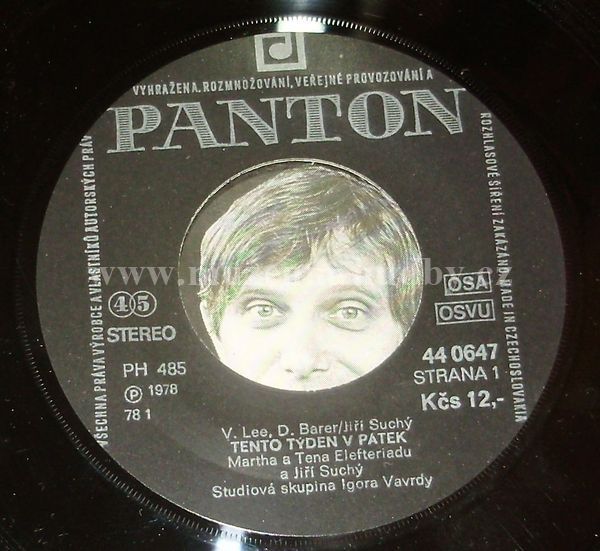 VYHRAŽENA. ROZMNOŽOVÁNÍ, VEŘEJNÉ PROVOZOVÁNÍ A
PANTON
VŠECHNA PRÁVA VÝROBCE A VLASTNÍKŮ AUTORSKÝCH PRÁV
ROZHLASOVÉ ŠÍŘENÍ ZAKÁZÁNO. MADE IN CZECHOSLOVAKIA
45
STEREO
PH 485
Ⓟ 1978
78 1
OSA
OSVU
44 0647
STRANA 1
Kčs 12,-
V. Lee, D. Barer/Jiří Suchý
TENTO TÝDEN V PÁTEK
Martha a Tena Elefteriadu
a Jiří Suchý
Studiová skupina Igora Vavrdy